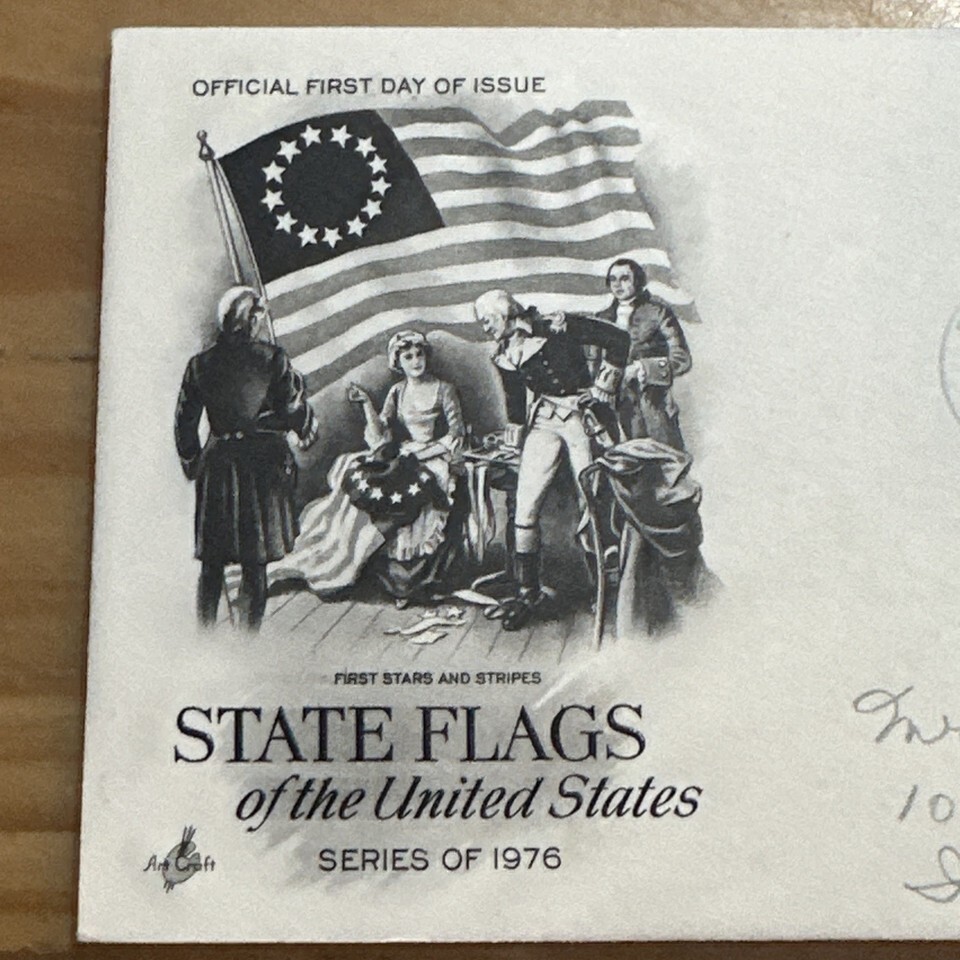 OFFICIAL FIRST DAY OF ISSUE
FIRST STARS AND STRIPES
STATE FLAGS
of the United States
SERIES OF 1976
Art Craft
10